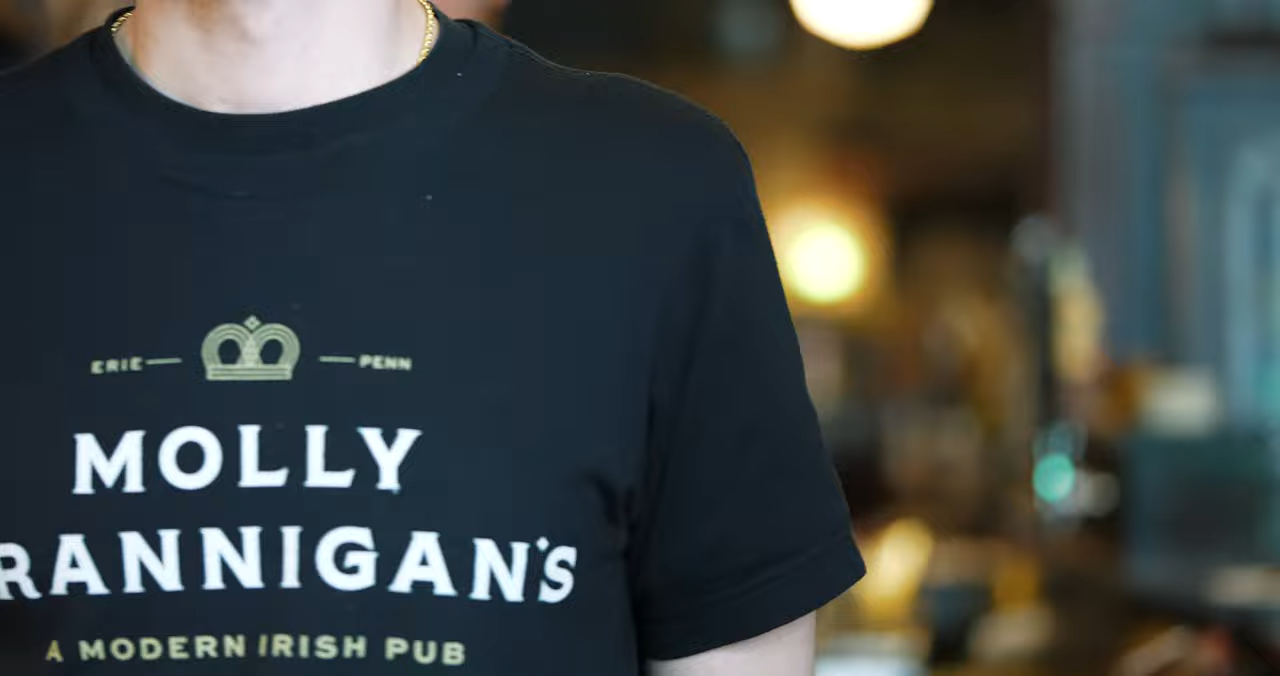 ERIE — PENN
MOLLY
RANNIGAN'S
A MODERN IRISH PUB